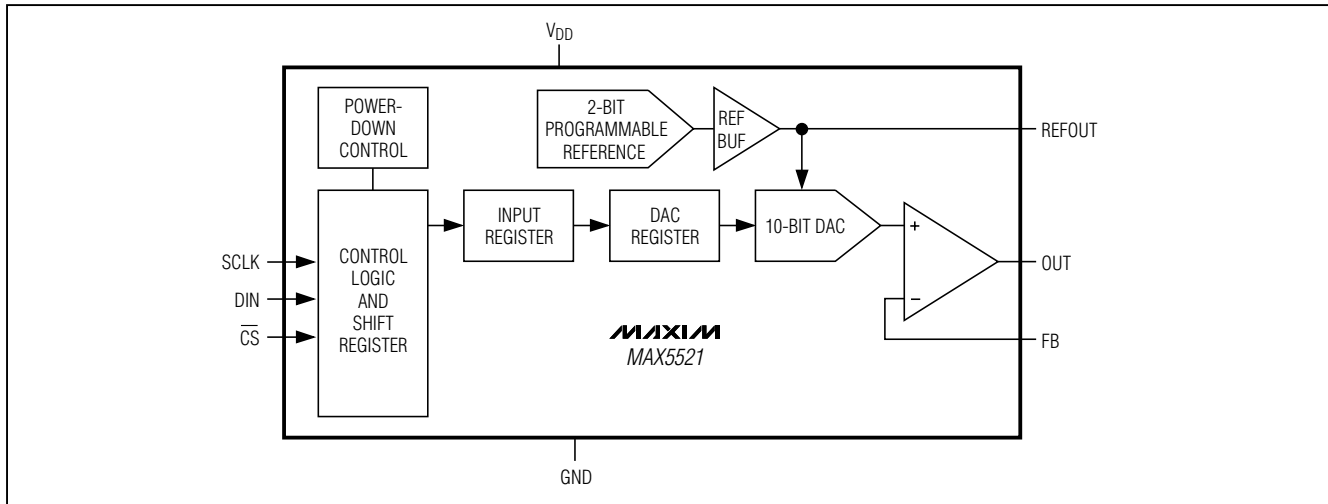 VDD
POWER-
DOWN
CONTROL
2-BIT
PROGRAMMABLE
REFERENCE
REF
BUF
REFOUT
CONTROL
LOGIC
AND
SHIFT
REGISTER
INPUT
REGISTER
DAC
REGISTER
10-BIT DAC
+
−
SCLK
DIN
CS
OUT
FB
MAXIM
MAX5521
GND